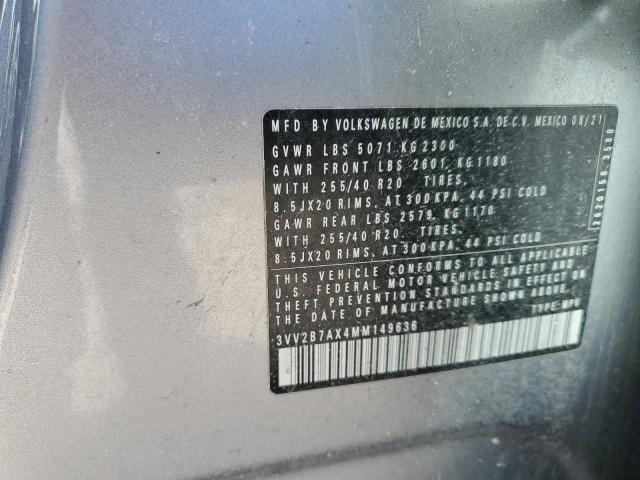 MFD BY VOLKSWAGEN DE MEXICO S.A. DE C.V. MEXICO 08/21
GVWR LBS 5071 KG 2300
GAWR FRONT LBS 2601 KG 1180
WITH 255/40 R20 TIRES,
8.5JX20 RIMS, AT 300 KPA, 44 PSI COLD
GAWR REAR LBS 2579 KG 1170
WITH 255/40 R20 TIRES,
8.5JX20 RIMS, AT 300 KPA, 44 PSI COLD
THIS VEHICLE CONFORMS TO ALL APPLICABLE
U.S. FEDERAL MOTOR VEHICLE SAFETY AND
THEFT PREVENTION STANDARDS IN EFFECT ON
THE DATE OF MANUFACTURE SHOWN ABOVE.
3VV2B7AX4MM149636 TYPE: MPV
2620156 3588